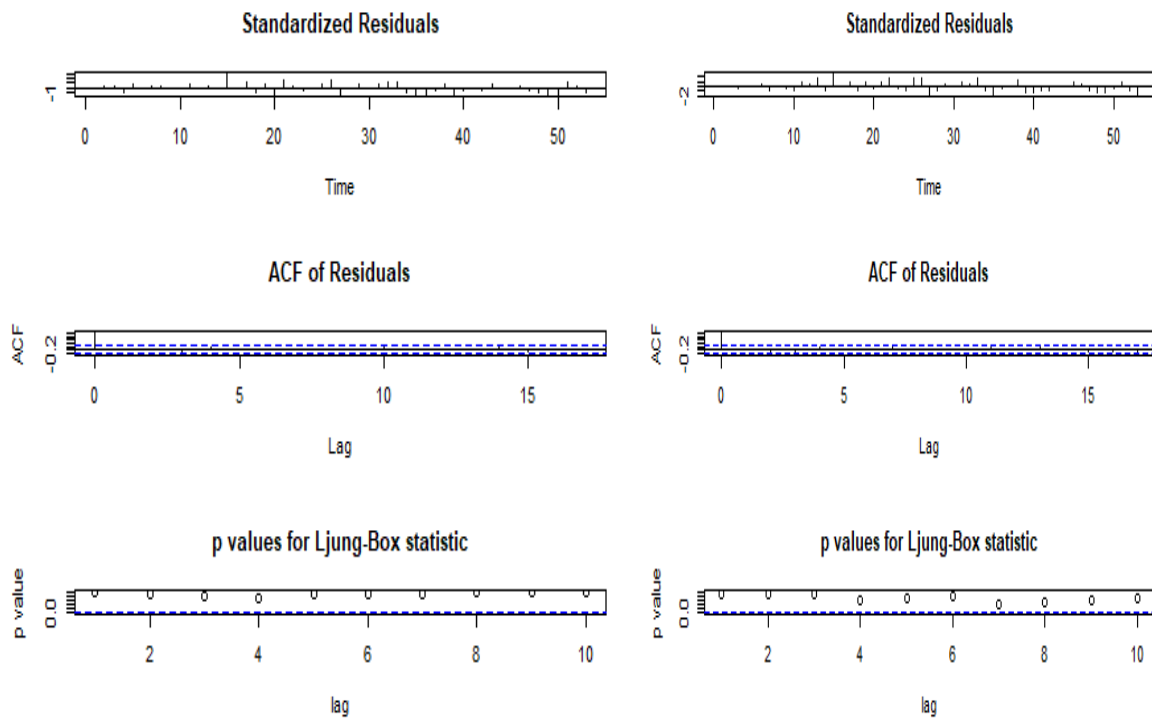 Standardized Residuals
-1
0 10 20 30 40 50
Time
ACF of Residuals
ACF
-0.2
0 5 10 15
Lag
p values for Ljung-Box statistic
p value
0.0
2 4 6 8 10
lag
Standardized Residuals
-2
0 10 20 30 40 50
Time
ACF of Residuals
ACF
-0.2
0 5 10 15
Lag
p values for Ljung-Box statistic
p value
0.0
2 4 6 8 10
lag